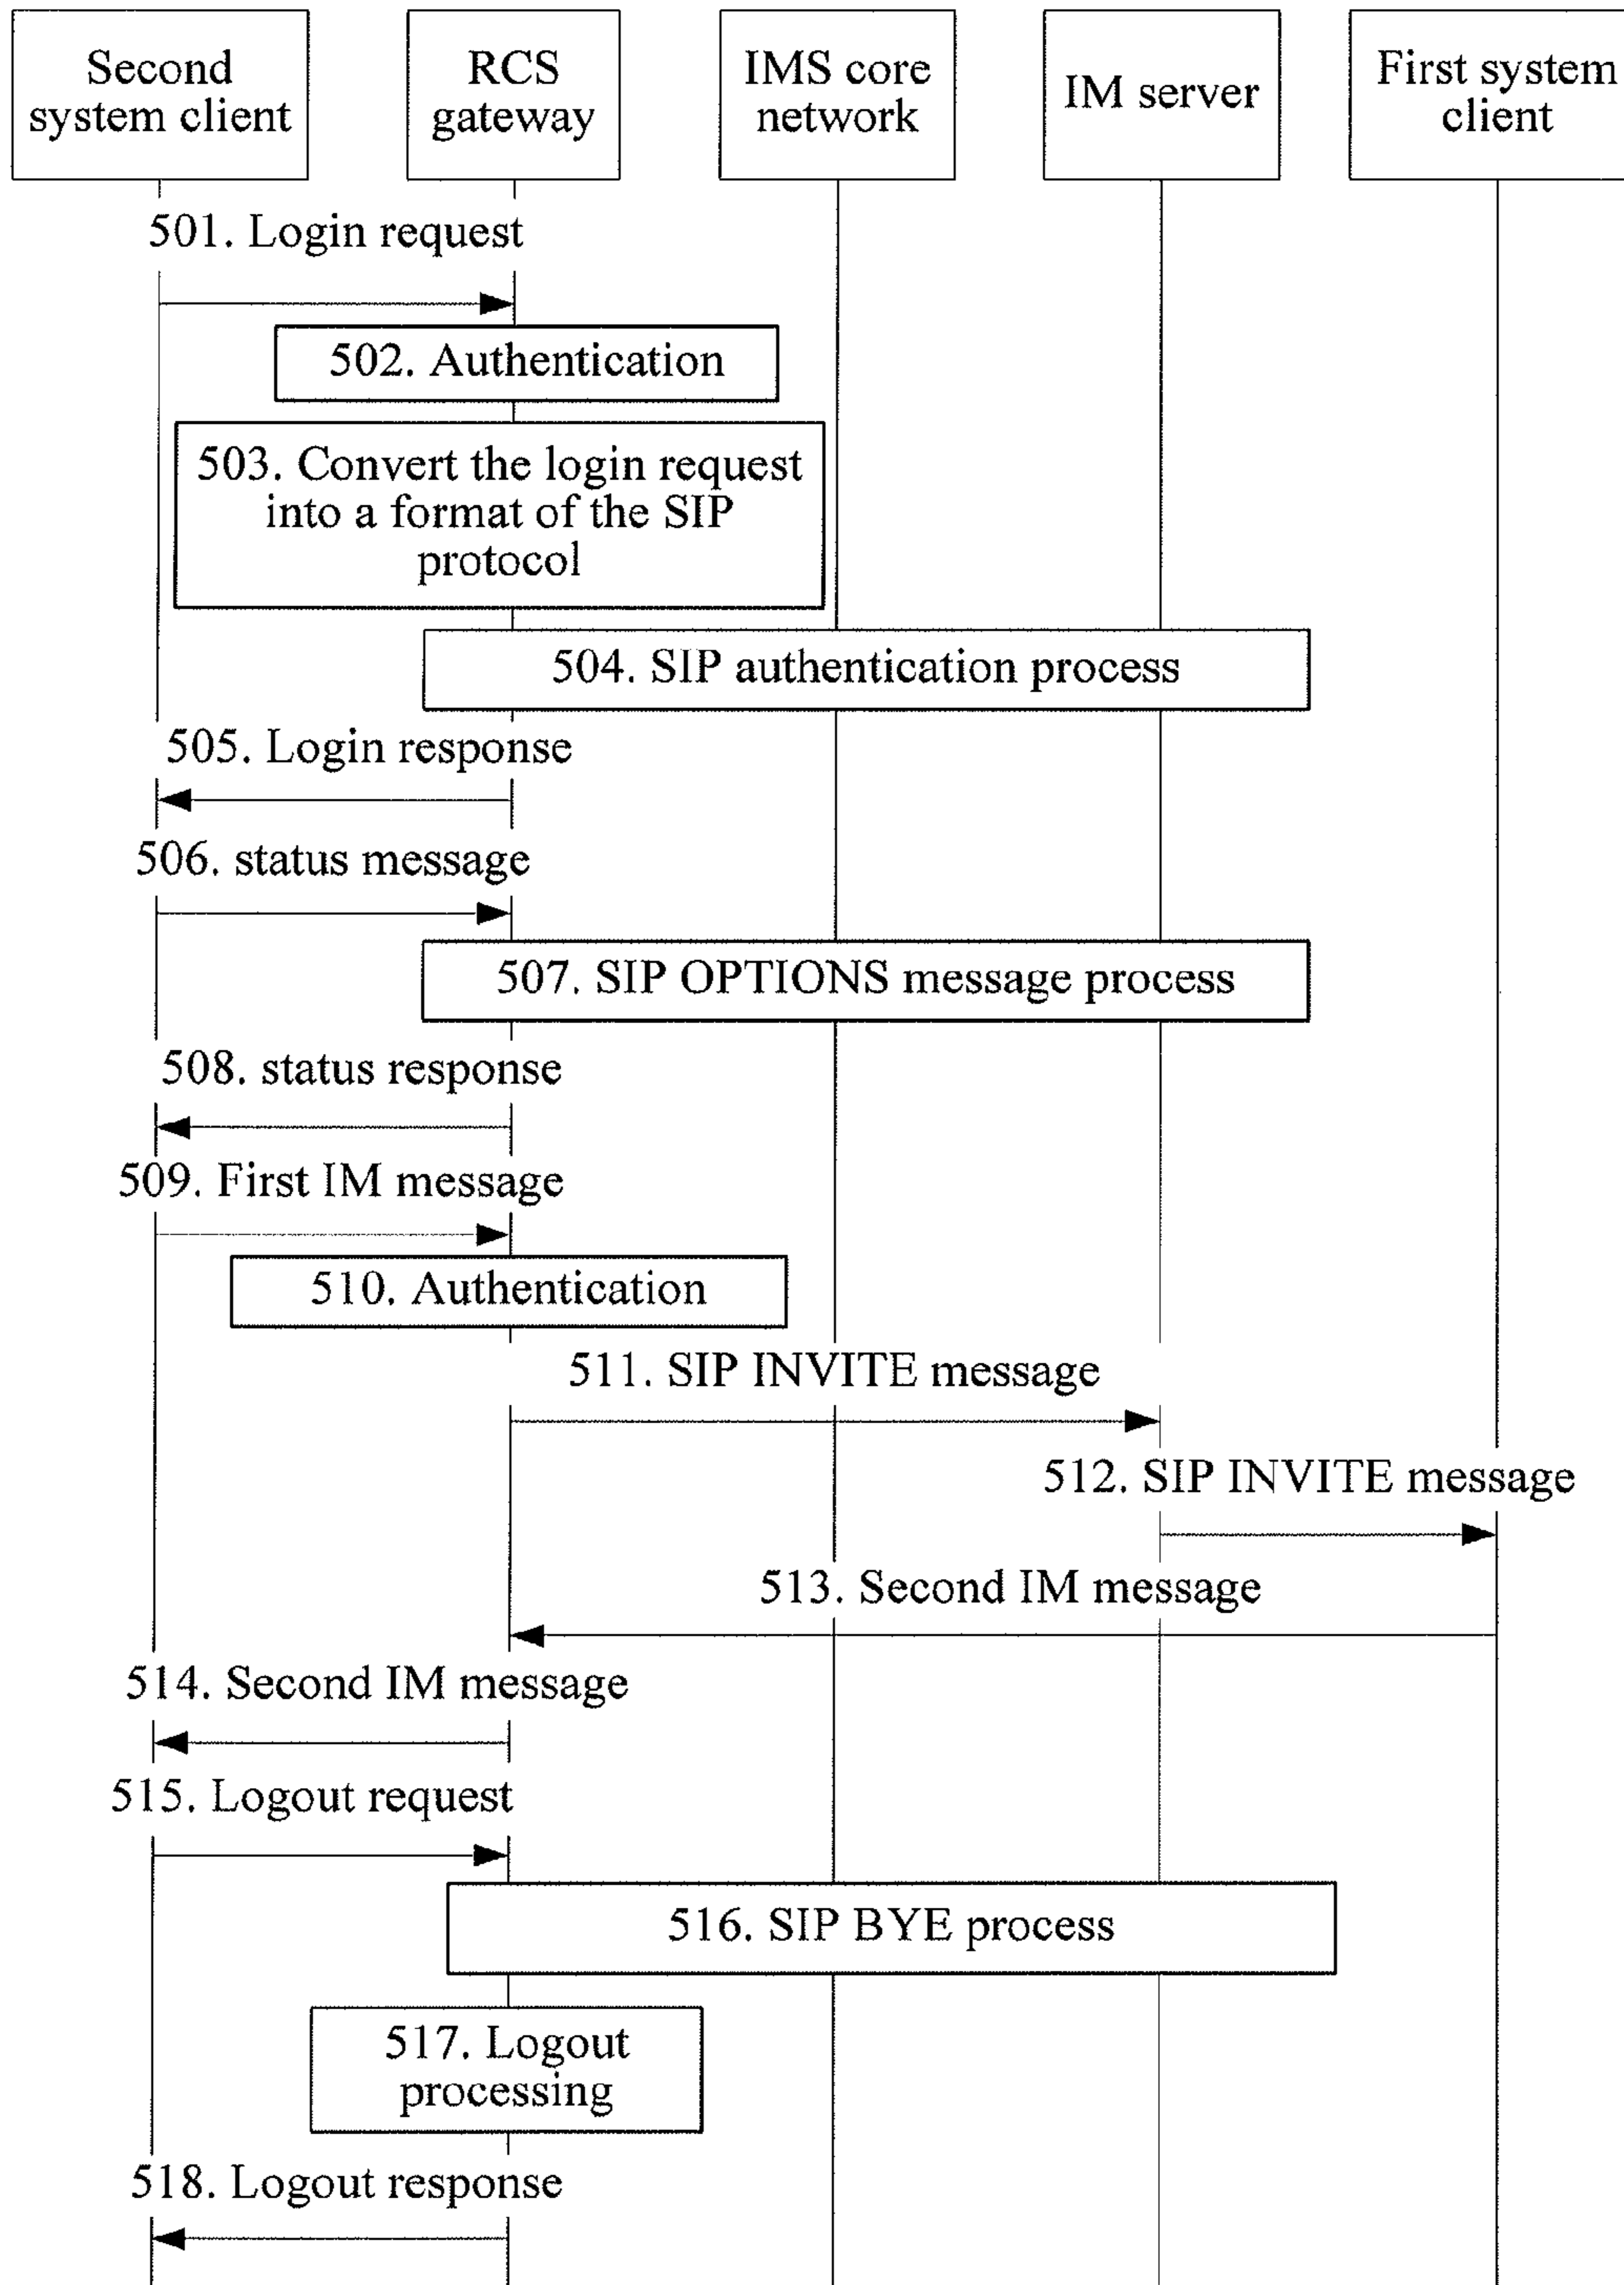 Second
system client
RCS
gateway
IMS core
network
IM server
First system
client
501. Login request
502. Authentication
503. Convert the login request
into a format of the SIP
protocol
504. SIP authentication process
505. Login response
506. status message
507. SIP OPTIONS message process
508. status response
509. First IM message
510. Authentication
511. SIP INVITE message
512. SIP INVITE message
513. Second IM message
514. Second IM message
515. Logout request
516. SIP BYE process
517. Logout
processing
518. Logout response